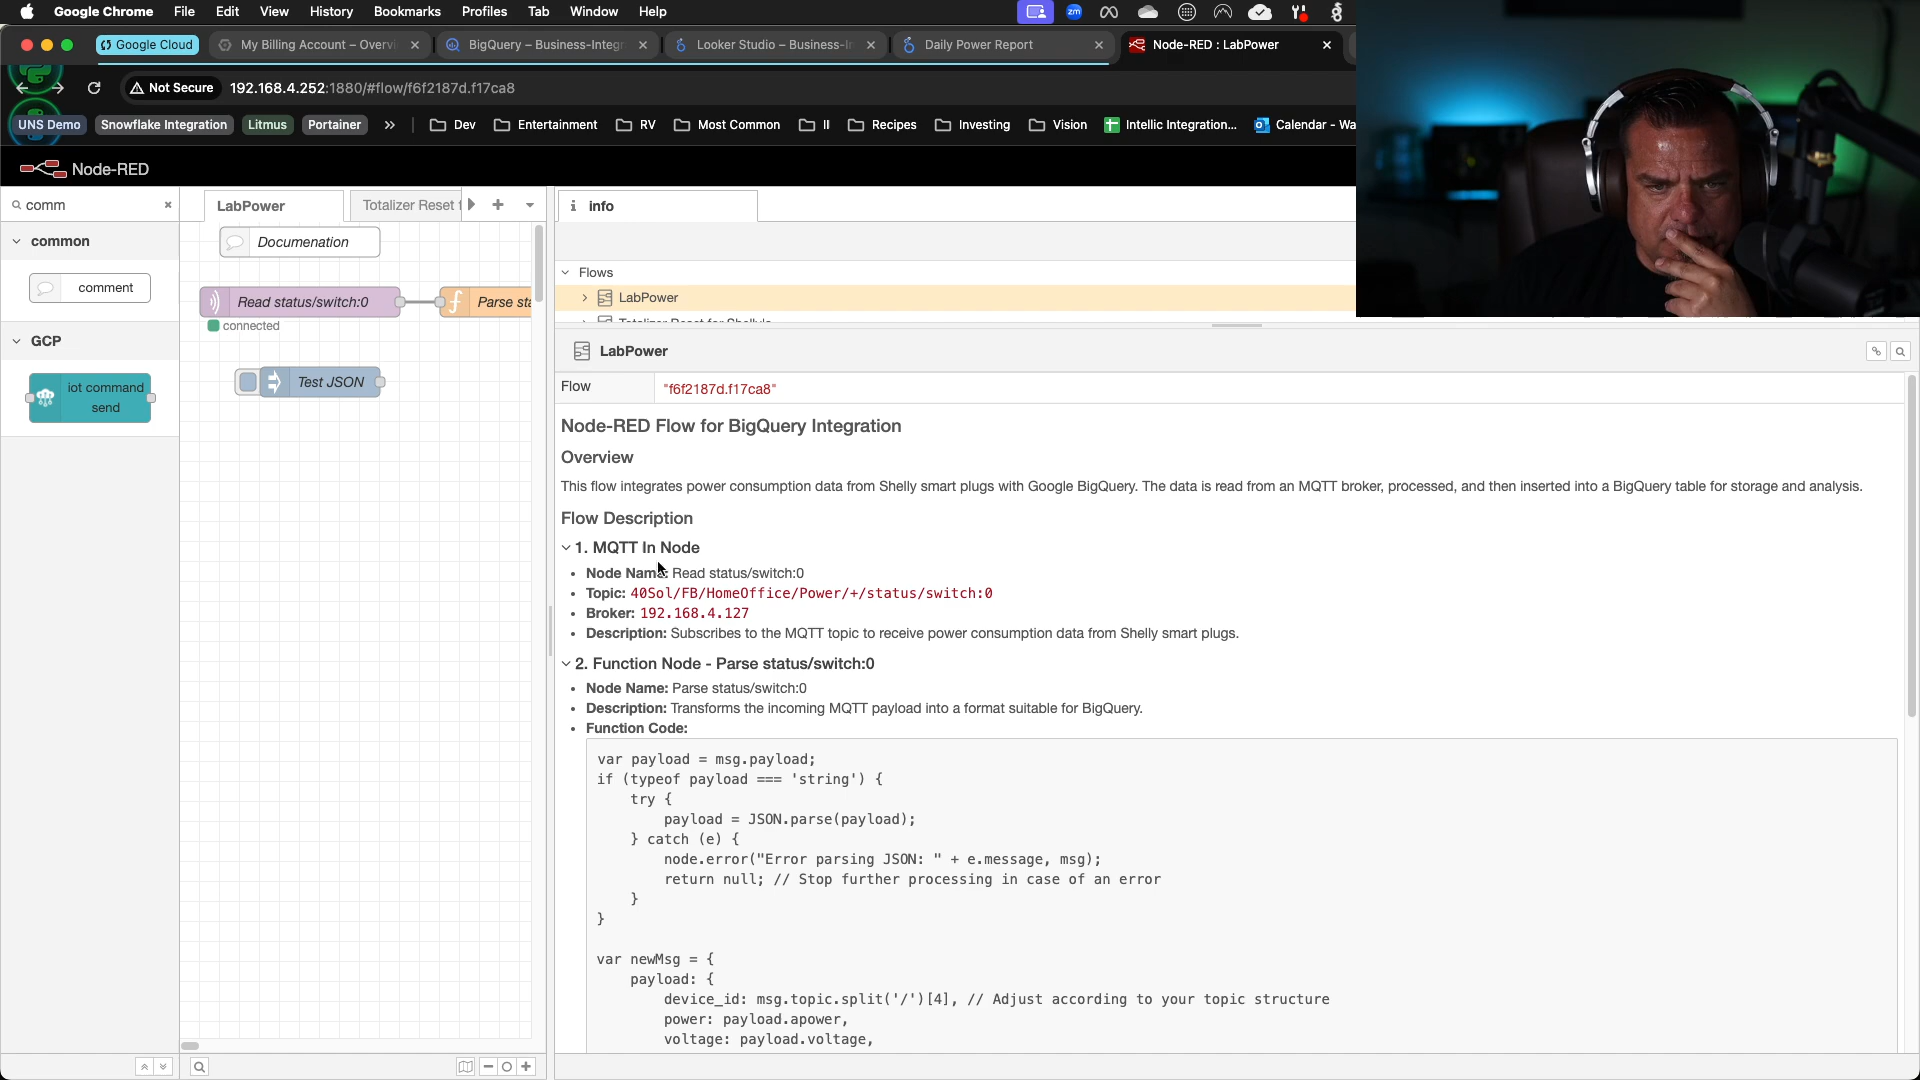 Google Chrome File Edit View History Bookmarks Profiles Tab Window Help
Google Cloud My Billing Account – Overvi BigQuery – Business-Integr Looker Studio – Business-Ir Daily Power Report Node-RED : LabPower
Not Secure 192.168.4.252:1880/#flow/f6f2187d.f17ca8
UNS Demo Snowflake Integration Litmus Portainer » Dev Entertainment RV Most Common II Recipes Investing Vision Intellic Integration... Calendar - Wa
Node-RED
comm
LabPower
Totalizer Reset f
info
common
comment
GCP
iot command
send
Documenation
Read status/switch:0
Parse sta
connected
Test JSON
Flows
LabPower
Totalizer Reset for Shelly's
LabPower
Flow "f6f2187d.f17ca8"
Node-RED Flow for BigQuery Integration
Overview
This flow integrates power consumption data from Shelly smart plugs with Google BigQuery. The data is read from an MQTT broker, processed, and then inserted into a BigQuery table for storage and analysis.
Flow Description
1. MQTT In Node
• Node Name: Read status/switch:0
• Topic: 40Sol/FB/HomeOffice/Power/+/status/switch:0
• Broker: 192.168.4.127
• Description: Subscribes to the MQTT topic to receive power consumption data from Shelly smart plugs.
2. Function Node - Parse status/switch:0
• Node Name: Parse status/switch:0
• Description: Transforms the incoming MQTT payload into a format suitable for BigQuery.
• Function Code:
var payload = msg.payload;
if (typeof payload === 'string') {
try {
payload = JSON.parse(payload);
} catch (e) {
node.error("Error parsing JSON: " + e.message, msg);
return null; // Stop further processing in case of an error
}
}
var newMsg = {
payload: {
device_id: msg.topic.split('/')[4], // Adjust according to your topic structure
power: payload.apower,
voltage: payload.voltage,